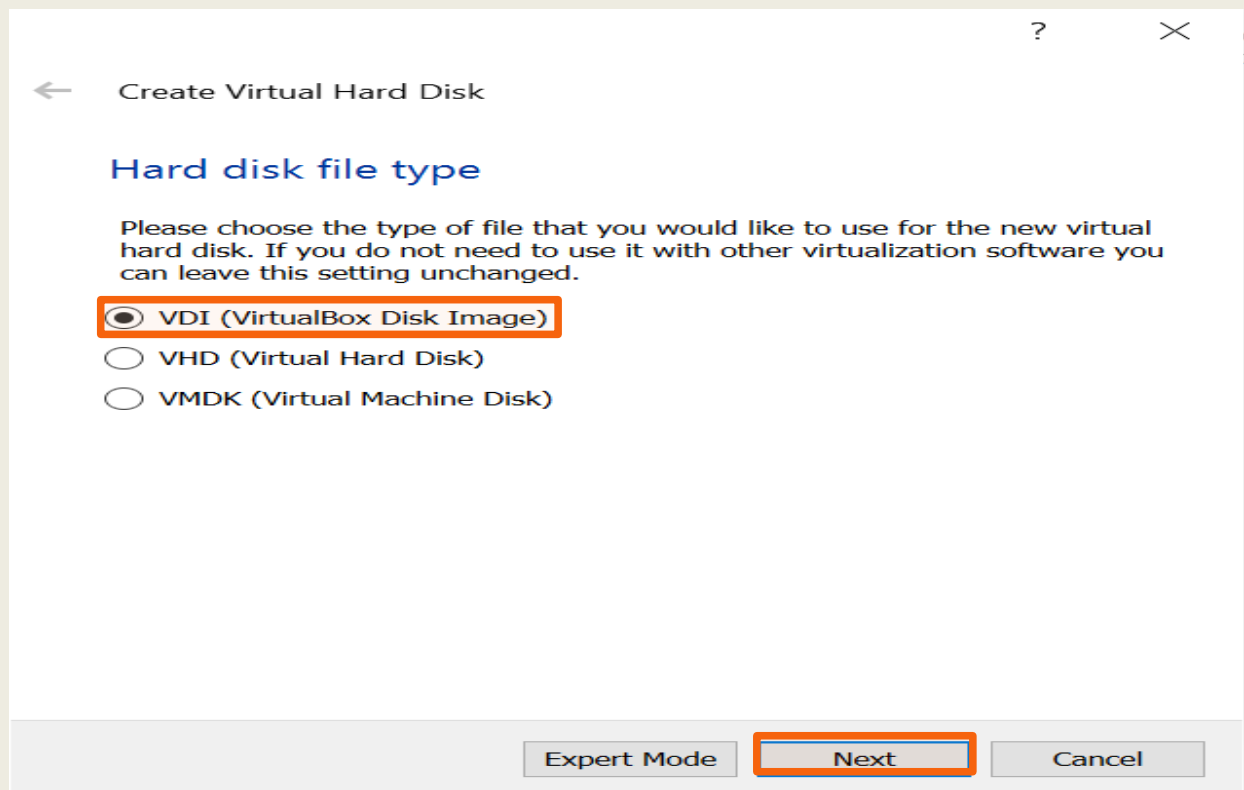 ?
Create Virtual Hard Disk
Hard disk file type
Please choose the type of file that you would like to use for the new virtual
hard disk. If you do not need to use it with other virtualization software you
can leave this setting unchanged.
VDI (VirtualBox Disk Image)
VHD (Virtual Hard Disk)
VMDK (Virtual Machine Disk)
Expert Mode Next Cancel